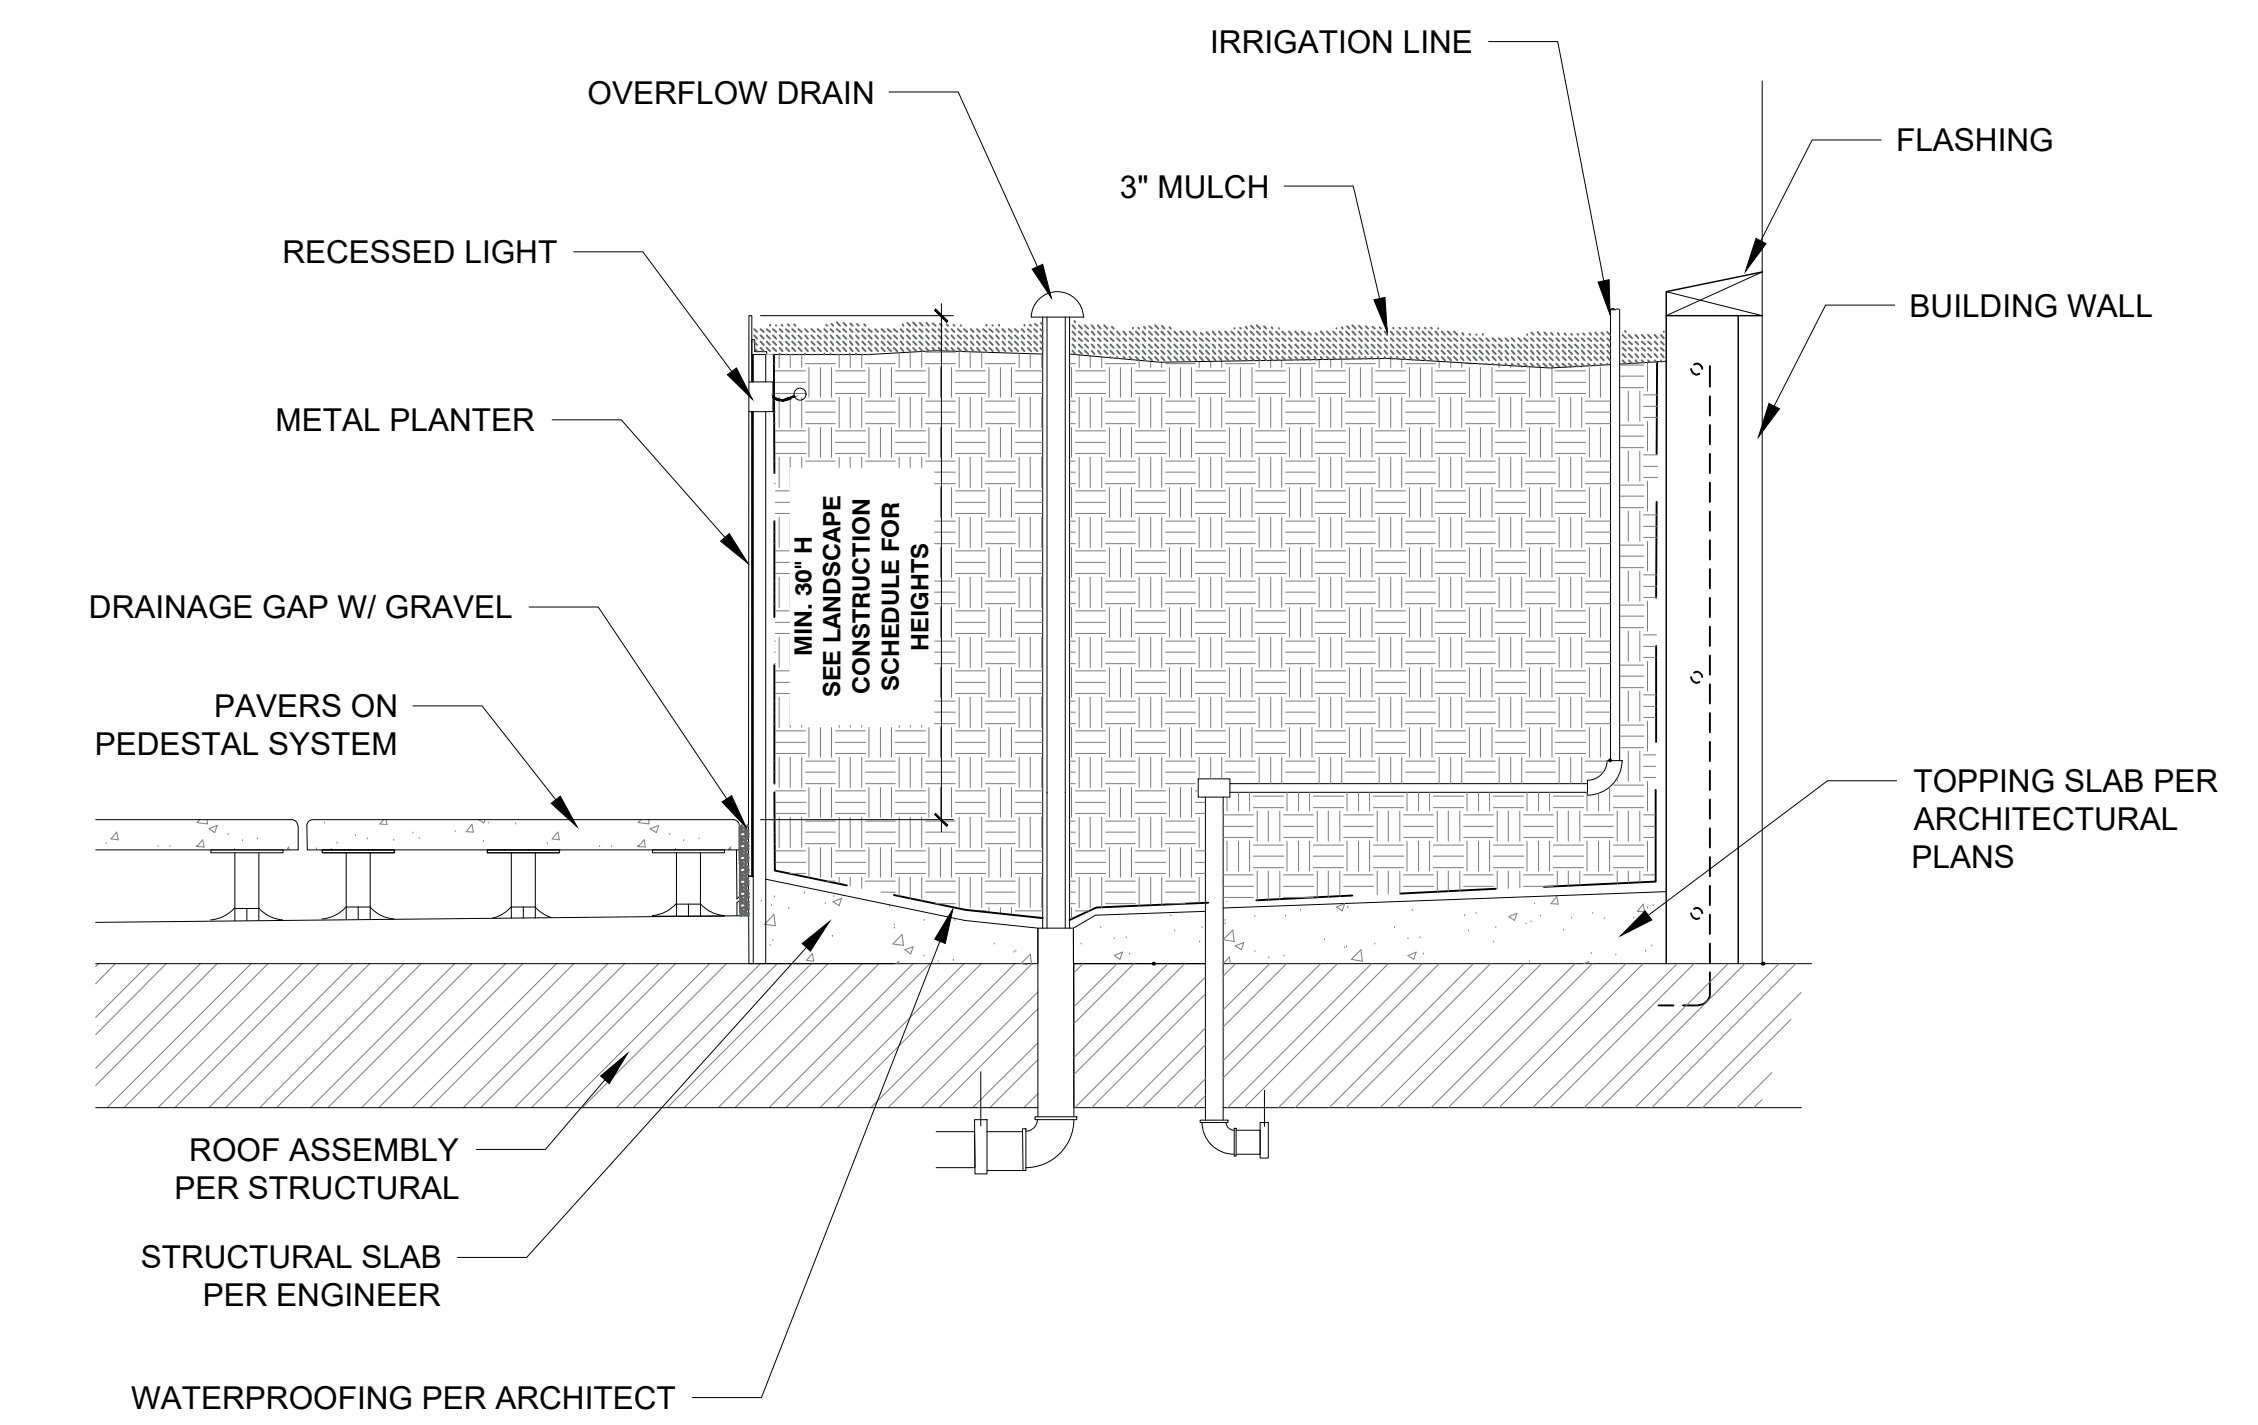 IRRIGATION LINE
OVERFLOW DRAIN
FLASHING
3" MULCH
RECESSED LIGHT
BUILDING WALL
METAL PLANTER
MIN. 30" H
SEE LANDSCAPE
CONSTRUCTION
SCHEDULE FOR
HEIGHTS
DRAINAGE GAP W/ GRAVEL
PAVERS ON
PEDESTAL SYSTEM
TOPPING SLAB PER
ARCHITECTURAL
PLANS
ROOF ASSEMBLY
PER STRUCTURAL
STRUCTURAL SLAB
PER ENGINEER
WATERPROOFING PER ARCHITECT